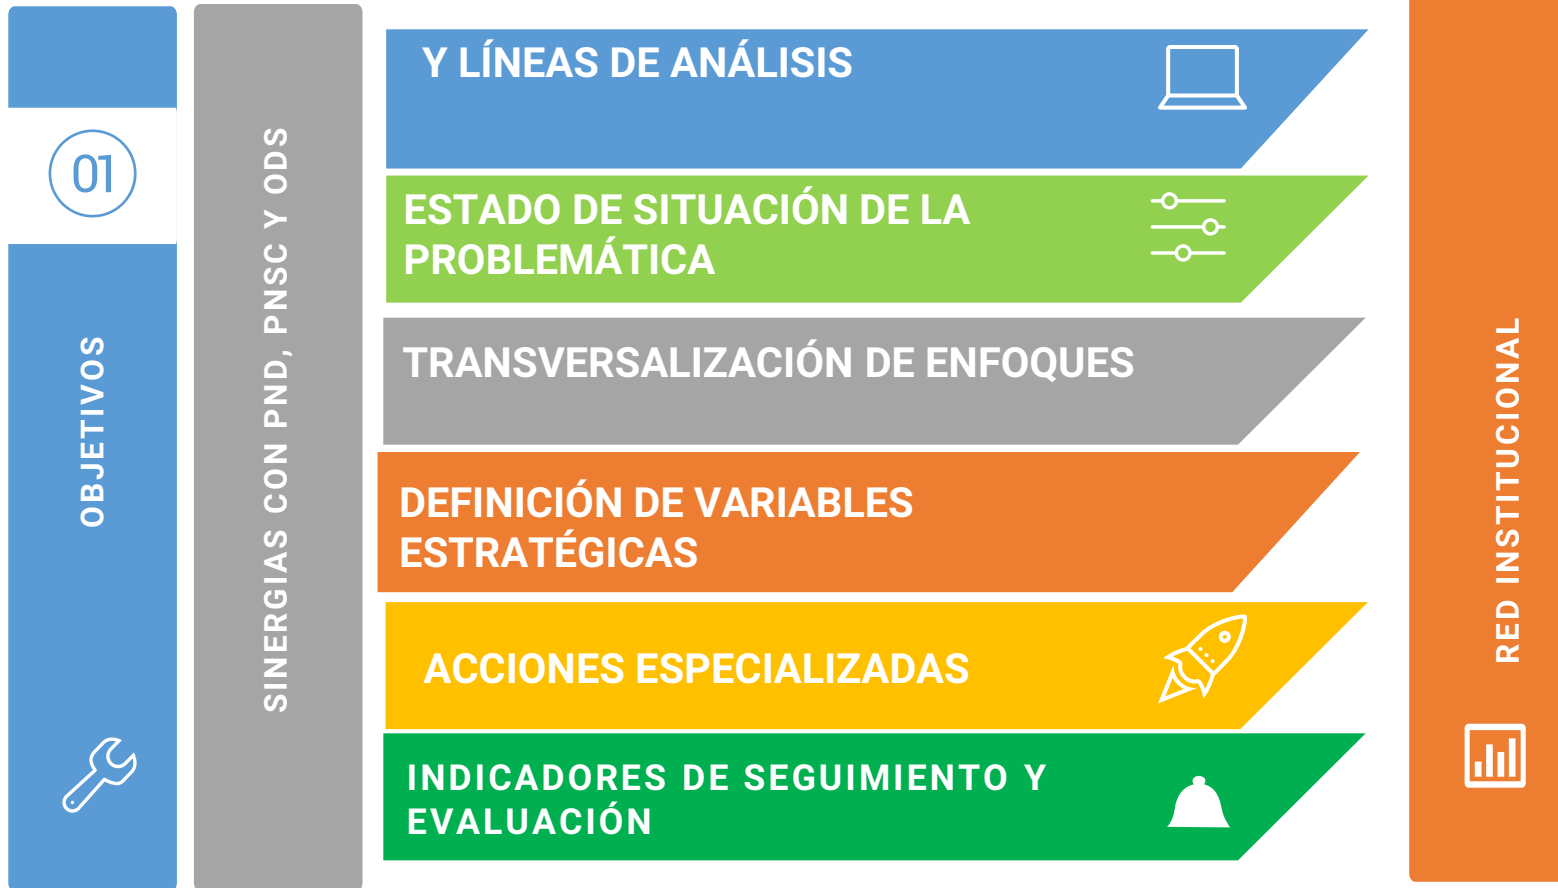 01
OBJETIVOS
SINERGIAS CON PND, PNSC Y ODS
Y LÍNEAS DE ANÁLISIS
ESTADO DE SITUACIÓN DE LA
PROBLEMÁTICA
TRANSVERSALIZACIÓN DE ENFOQUES
DEFINICIÓN DE VARIABLES
ESTRATÉGICAS
ACCIONES ESPECIALIZADAS
INDICADORES DE SEGUIMIENTO Y
EVALUACIÓN
RED INSTITUCIONAL